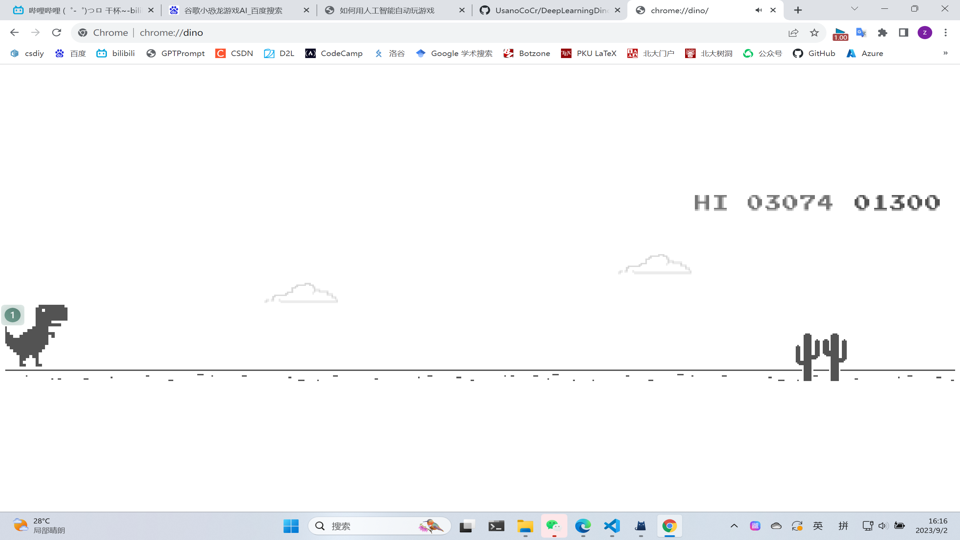 哔哩哔哩 (゜-゜)つロ 干杯~-bili
谷歌小恐龙游戏AI_百度搜索
如何用人工智能自动玩游戏
UsanoCoCr/DeepLearningDin
chrome://dino/
Chrome | chrome://dino
1.00
z
csdiy
百度
bilibili
GPTPrompt
CSDN
D2L
CodeCamp
洛谷
Google 学术搜索
Botzone
PKU LaTeX
北大门户
北大树洞
公众号
GitHub
Azure
»
HI 03074 01300
1
28°C
局部晴朗
搜索
英
拼
16:16
2023/9/2